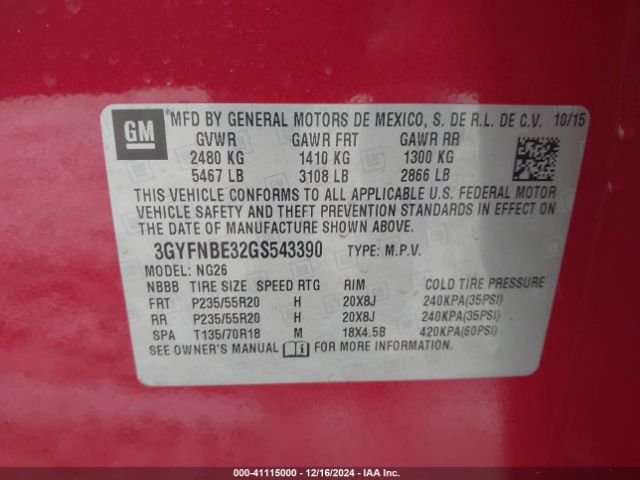 GM
® MFD BY GENERAL MOTORS DE MEXICO, S. DE R.L. DE C.V. 10/15
GVWR GAWR FRT GAWR RR
2480 KG 1410 KG 1300 KG
5467 LB 3108 LB 2866 LB
THIS VEHICLE CONFORMS TO ALL APPLICABLE U.S. FEDERAL MOTOR
VEHICLE SAFETY AND THEFT PREVENTION STANDARDS IN EFFECT ON
THE DATE OF MANUFACTURE SHOWN ABOVE.
3GYFNBE32GS543390 TYPE: M.P.V.
MODEL: NG26
NBBB TIRE SIZE SPEED RTG RIM COLD TIRE PRESSURE
FRT P235/55R20 H 20X8J 240KPA(35PSI)
RR P235/55R20 H 20X8J 240KPA(35PSI)
SPA T135/70R18 M 18X4.5B 420KPA(60PSI)
SEE OWNER'S MANUAL FOR MORE INFORMATION.
000-41115000 - 12/16/2024 - IAA Inc.